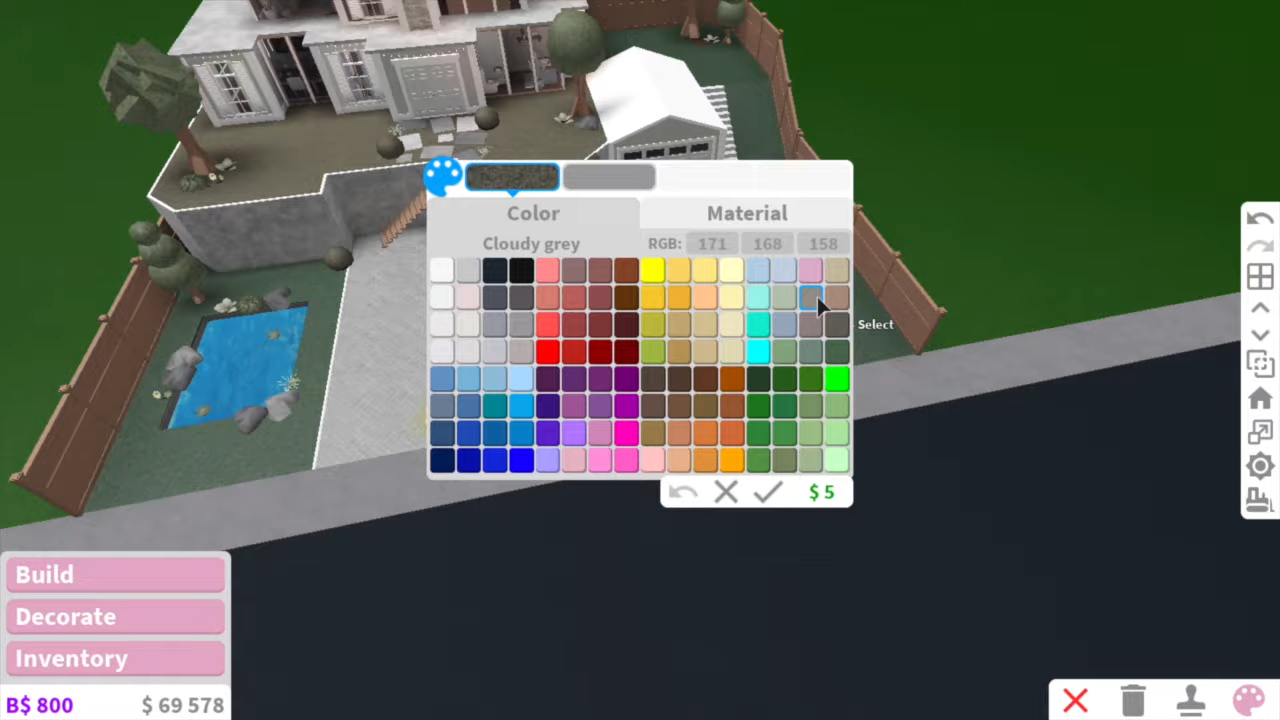 Color
Material
Cloudy grey
RGB: 171 168 158
Select
$ 5
Build
Decorate
Inventory
B$ 800
$ 69 578